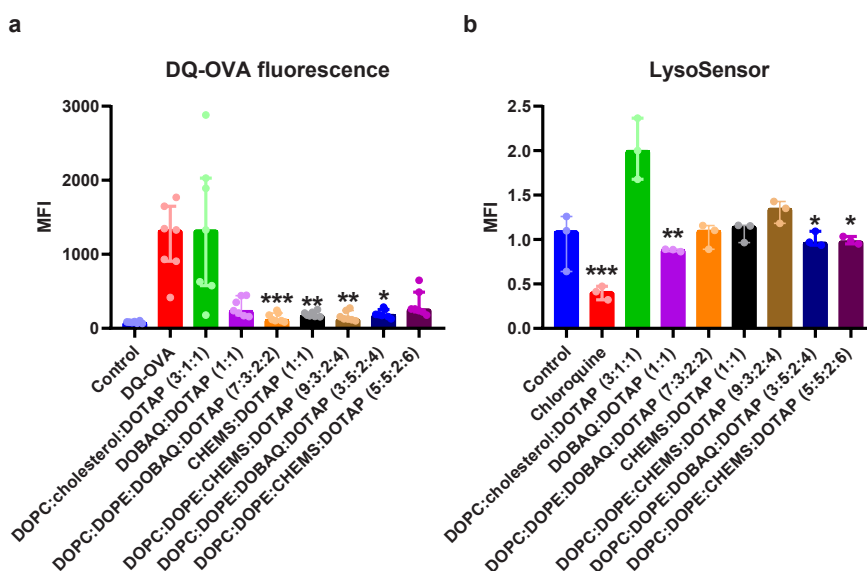 a
DQ-OVA fluorescence
MFI
3000
2000
1000
0
*** ** ** *
Control
DQ-OVA
DOPC:cholesterol:DOTAP (3:1:1)
DOBAQ:DOTAP (1:1)
DOPC:DOPE:DOBAQ:DOTAP (7:3:2:2)
CHEMS:DOTAP (1:1)
DOPC:DOPE:CHEMS:DOTAP (9:3:2:4)
DOPC:DOPE:DOBAQ:DOTAP (3:5:2:4)
DOPC:DOPE:CHEMS:DOTAP (5:5:2:6)
b
LysoSensor
MFI
2.5
2.0
1.5
1.0
0.5
0.0
*** ** * *
Control
Chloroquine
DOPC:cholesterol:DOTAP (3:1:1)
DOBAQ:DOTAP (1:1)
DOPC:DOPE:DOBAQ:DOTAP (7:3:2:2)
CHEMS:DOTAP (1:1)
DOPC:DOPE:CHEMS:DOTAP (9:3:2:4)
DOPC:DOPE:DOBAQ:DOTAP (3:5:2:4)
DOPC:DOPE:CHEMS:DOTAP (5:5:2:6)